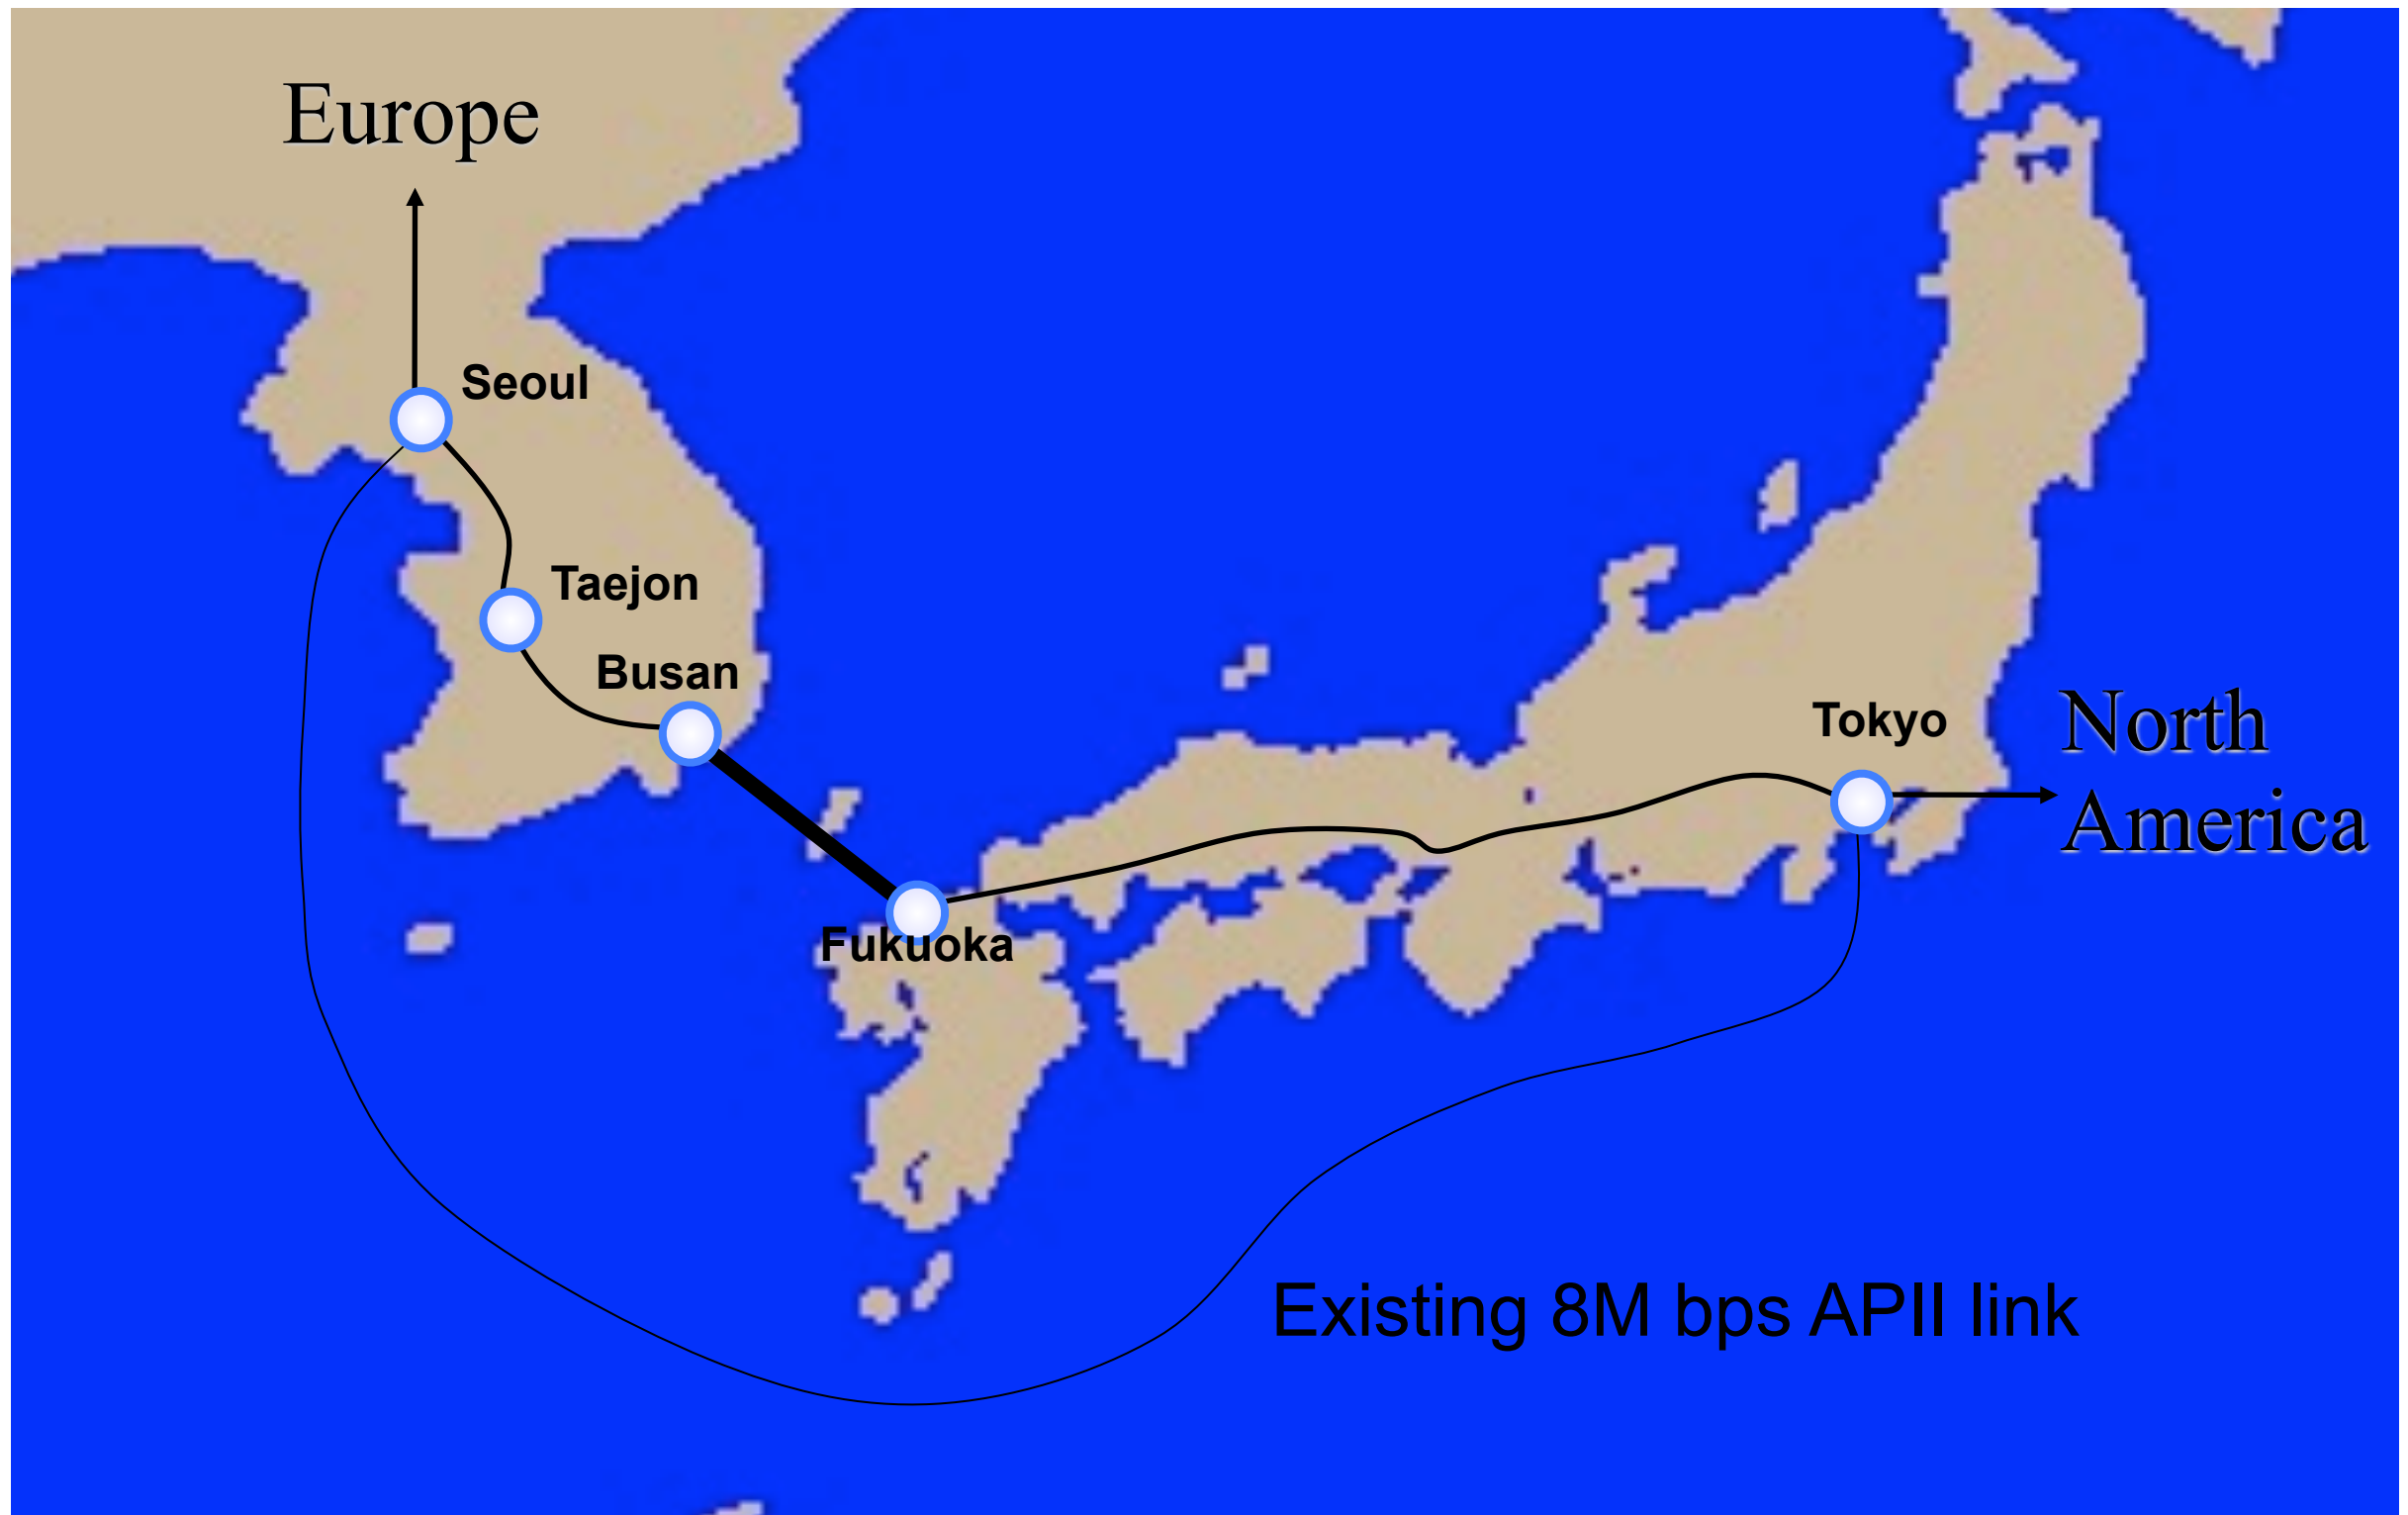 Europe
Seoul
Taejon
Busan
Tokyo
North
America
Fukuoka
Existing 8M bps APII link